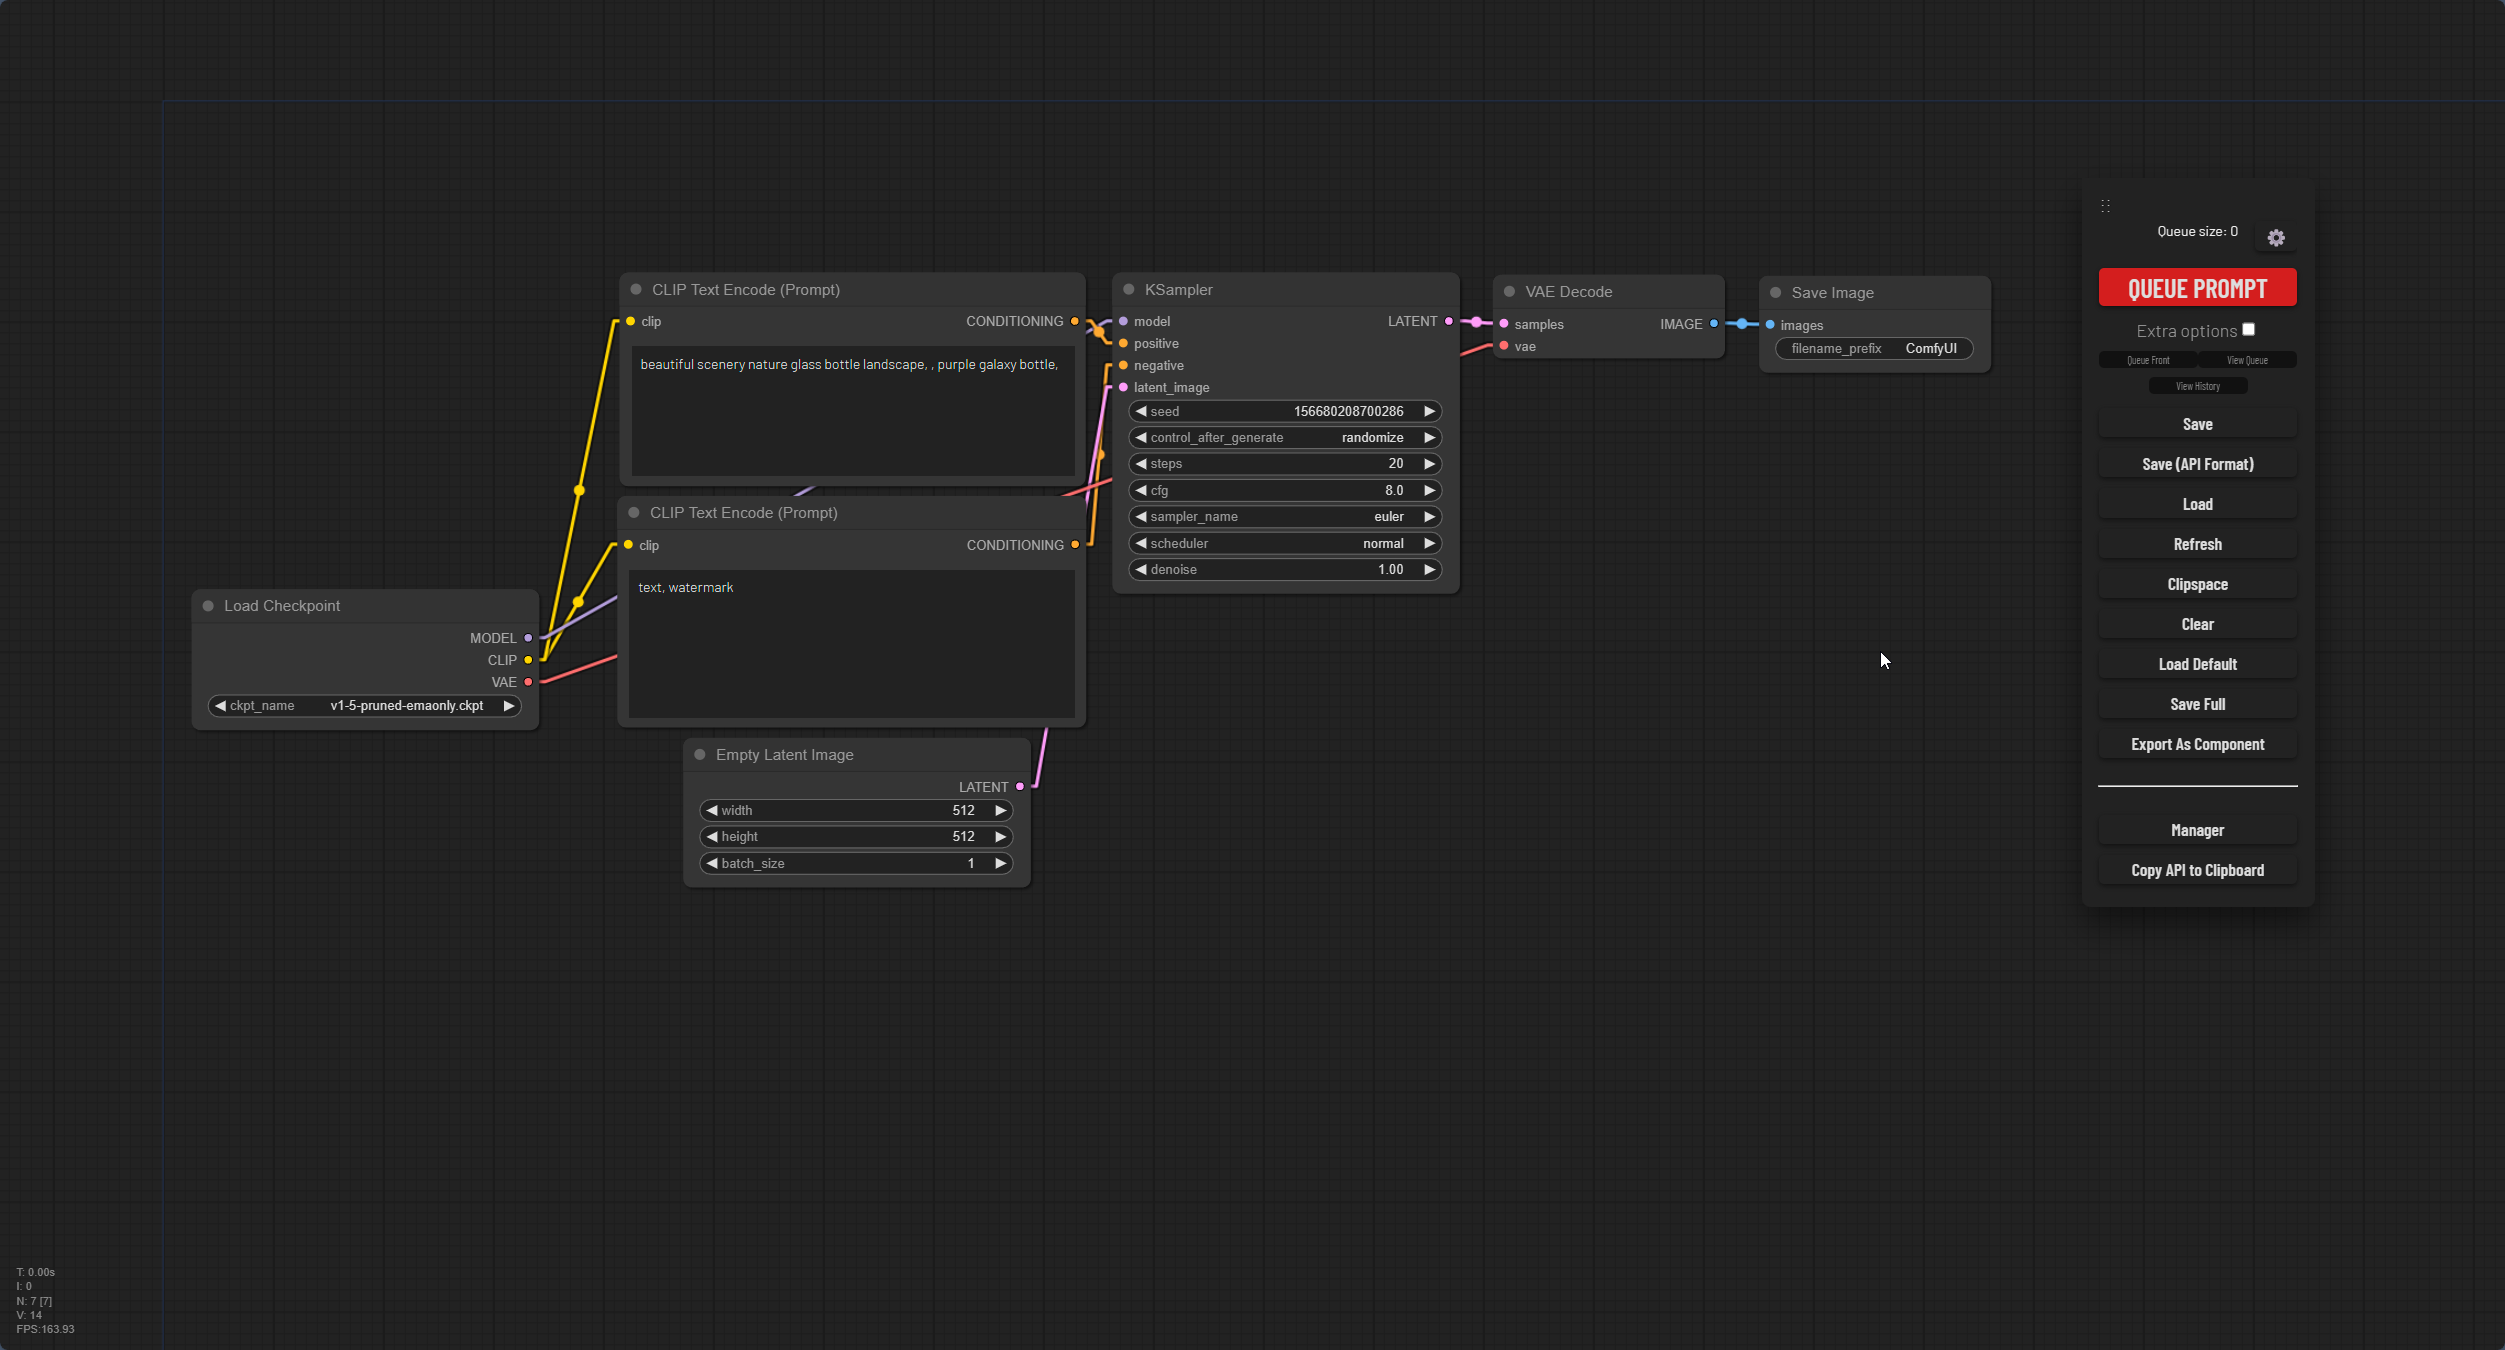 Queue size: 0
QUEUE PROMPT
Extra options
Queue Front
View Queue
View History
Save
Save (API Format)
Load
Refresh
Clipspace
Clear
Load Default
Save Full
Export As Component
Manager
Copy API to Clipboard
CLIP Text Encode (Prompt)
clip
CONDITIONING
beautiful scenery nature glass bottle landscape, , purple galaxy bottle,
CLIP Text Encode (Prompt)
clip
CONDITIONING
text, watermark
Load Checkpoint
MODEL
CLIP
VAE
ckpt_name v1-5-pruned-emaonly.ckpt
Empty Latent Image
LATENT
width 512
height 512
batch_size 1
KSampler
model
LATENT
positive
negative
latent_image
seed 156680208700286
control_after_generate randomize
steps 20
cfg 8.0
sampler_name euler
scheduler normal
denoise 1.00
VAE Decode
samples
IMAGE
vae
Save Image
images
filename_prefix ComfyUI
T: 0.00s
I: 0
N: 7 [7]
V: 14
FPS:163.93